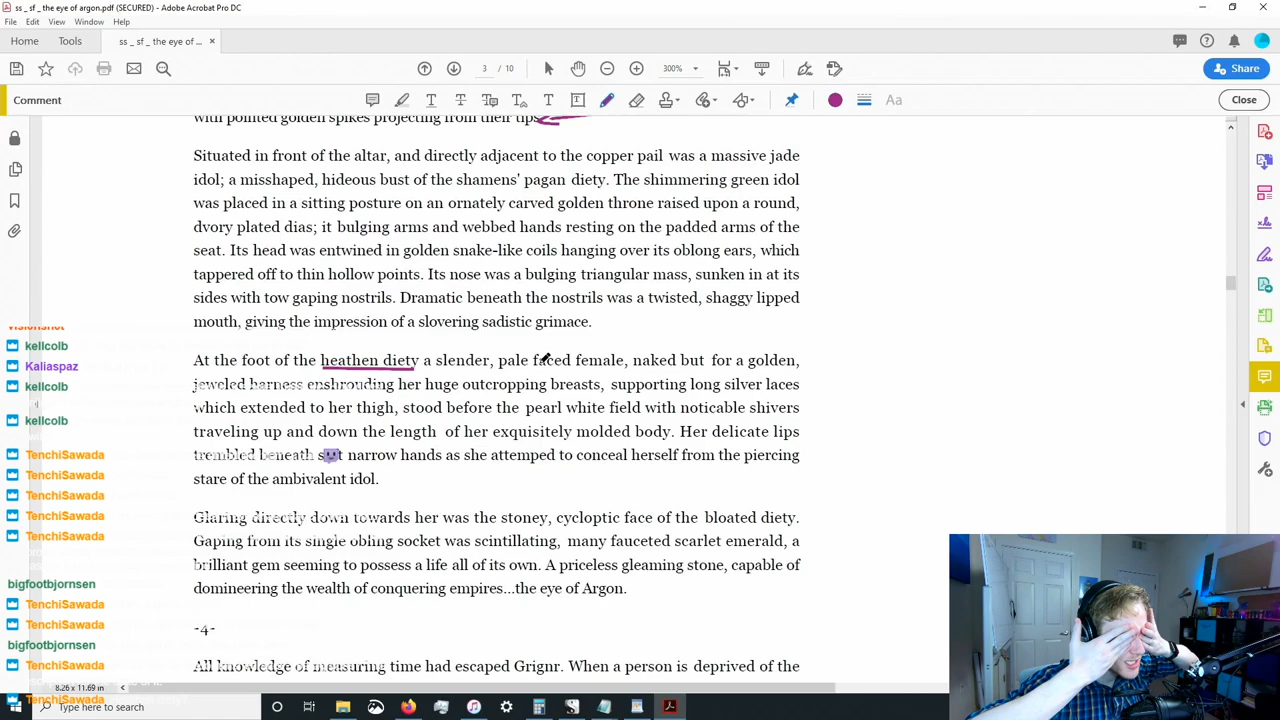 ss _ sf _ the eye of argon.pdf (SECURED) - Adobe Acrobat Pro DC
File Edit View Window Help
Home Tools ss _ sf _ the eye of ... ×
3 / 10 300% Share
Comment Aa Close
with pointed golden spikes projecting from their tips
Situated in front of the altar, and directly adjacent to the copper pail was a massive jade
idol; a misshaped, hideous bust of the shamens' pagan diety. The shimmering green idol
was placed in a sitting posture on an ornately carved golden throne raised upon a round,
dvory plated dias; it bulging arms and webbed hands resting on the padded arms of the
seat. Its head was entwined in golden snake-like coils hanging over its oblong ears, which
tappered off to thin hollow points. Its nose was a bulging triangular mass, sunken in at its
sides with tow gaping nostrils. Dramatic beneath the nostrils was a twisted, shaggy lipped
mouth, giving the impression of a slovering sadistic grimace.
At the foot of the heathen diety a slender, pale faced female, naked but for a golden,
jeweled harness enshrouding her huge outcropping breasts, supporting long silver laces
which extended to her thigh, stood before the pearl white field with noticable shivers
traveling up and down the length of her exquisitely molded body. Her delicate lips
trembled beneath narrow hands as she attemped to conceal herself from the piercing
stare of the ambivalent idol.
Glaring directly down towards her was the stoney, cycloptic face of the bloated diety.
Gaping from its single obling socket was scintillating, many fauceted scarlet emerald, a
brilliant gem seeming to possess a life all of its own. A priceless gleaming stone, capable of
domineering the wealth of conquering empires...the eye of Argon.
-4-
All knowledge of measuring time had escaped Grignr. When a person is deprived of the
visionshot
kellcolb
Kaliaspaz
kellcolb
kellcolb
TenchiSawada
TenchiSawada
TenchiSawada
TenchiSawada
TenchiSawada
bigfootbjornsen
TenchiSawada
TenchiSawada
bigfootbjornsen
TenchiSawada
TenchiSawada
8.26 x 11.69 in
Type here to search